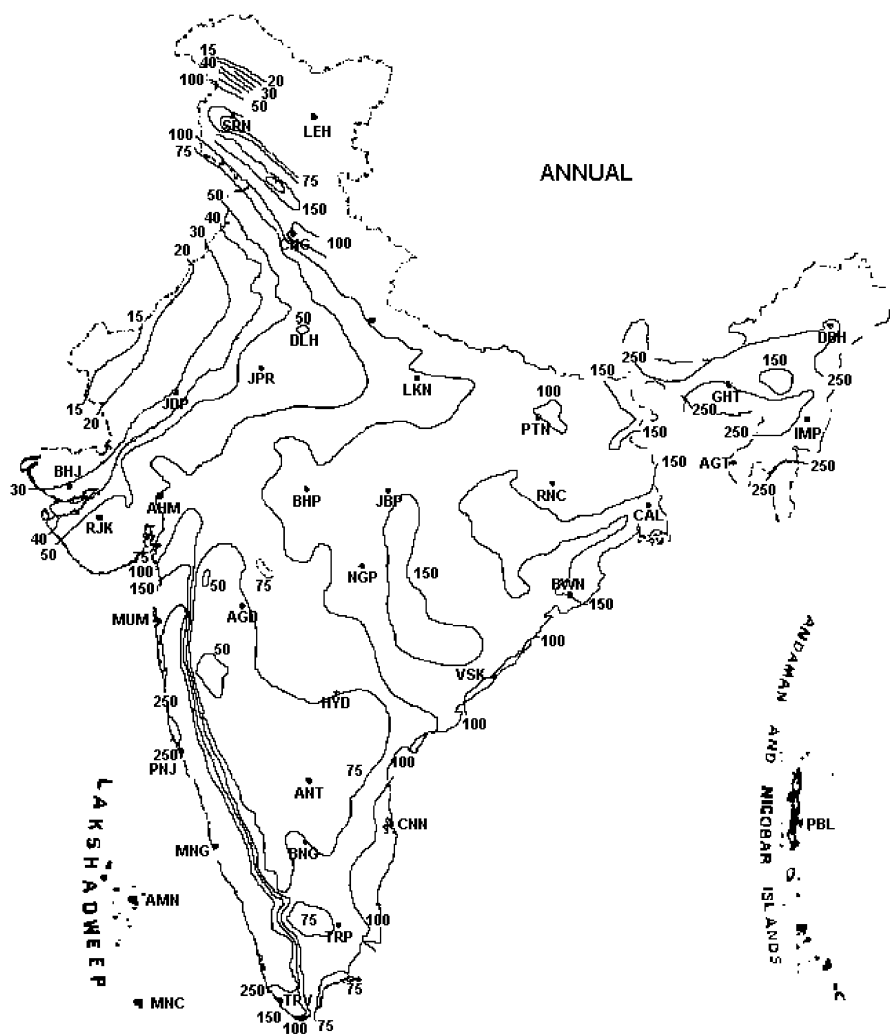 15
40
20
100
30
50
SRN
LEH
100
75
ANNUAL
75
50
150
40
30
CHG
100
20
50
15
DLH
DBH
250
150
150
250
JPR
LKN
100
GHT
15
JDP
250
20
PTN
150
250
IMP
BHJ
150
AGT
250
30
BHP
JBP
RNC
250
AHM
CAL
RJK
40
50
75
100
NGP
150
50
75
150
BWN
AGD
150
MUM
100
50
VSK
250
HYD
100
250
75
100
PNJ
ANT
CNN
PBL
MNG
BNG
AMN
75
100
TRP
250
75
MNC
TRV
150
100
75
LAKSHADWEEP
ANDAMAN AND NICOBAR ISLANDS